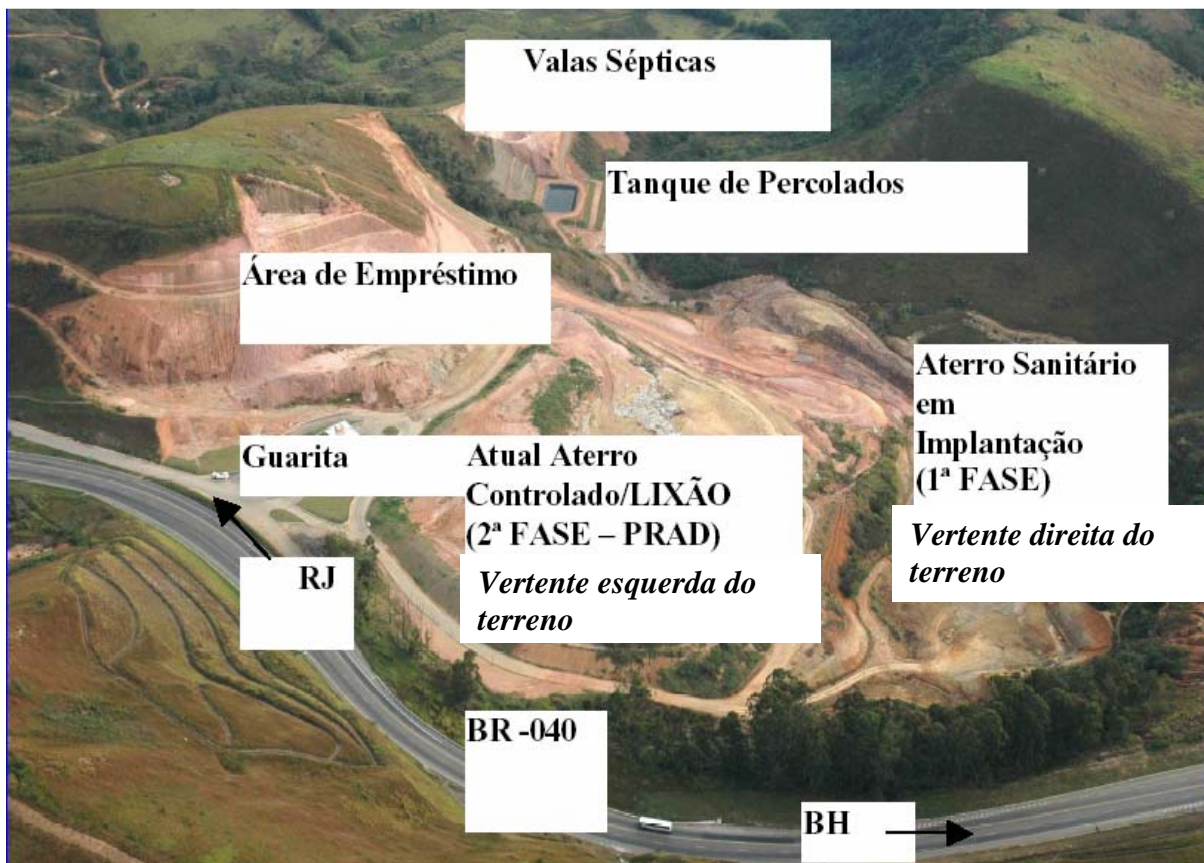 Valas Sépticas
Tanque de Percolados
Área de Empréstimo
Aterro Sanitário
em
Implantação
(1ª FASE)
Guarita
Atual Aterro
Controlado/LIXÃO
(2ª FASE – PRAD)
Vertente direita do
terreno
RJ
Vertente esquerda do
terreno
BR -040
BH